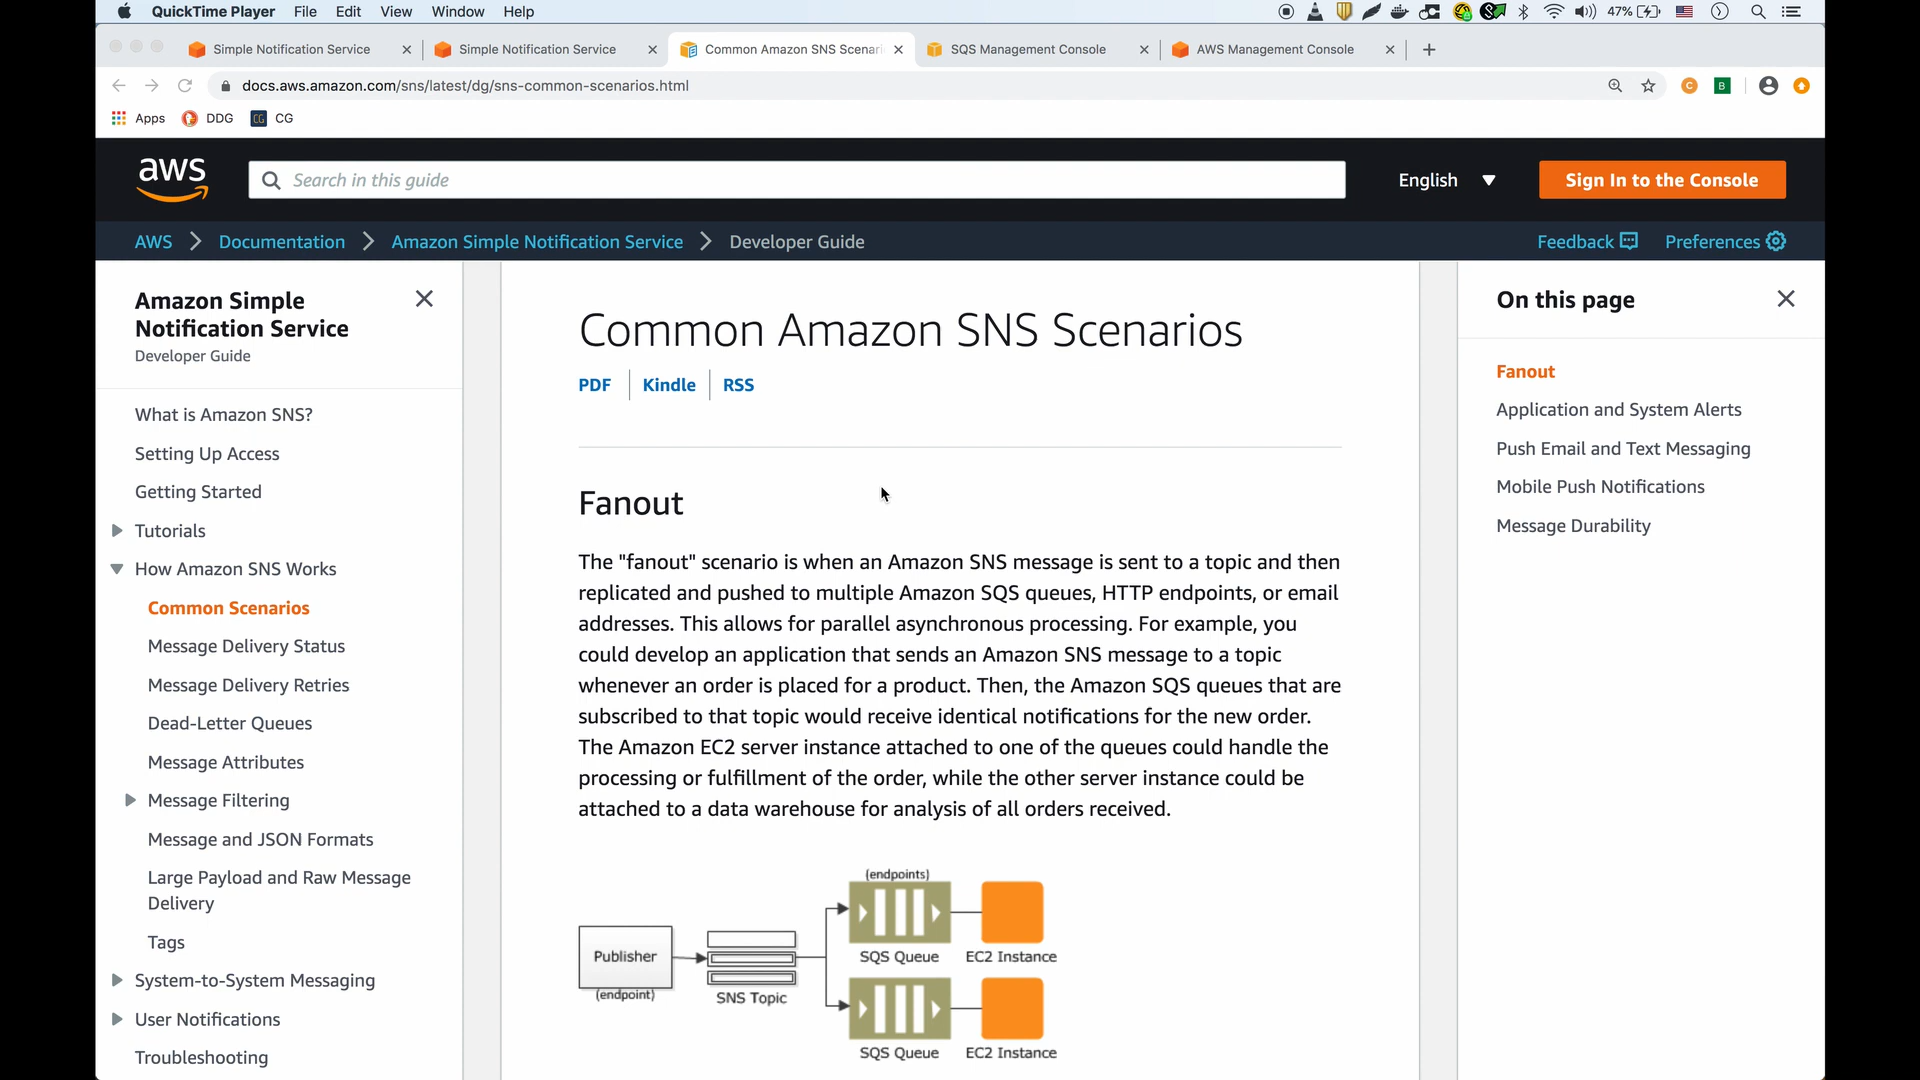 QuickTime Player File Edit View Window Help 47%
Simple Notification Service
Simple Notification Service
Common Amazon SNS Scenari
SQS Management Console
AWS Management Console
docs.aws.amazon.com/sns/latest/dg/sns-common-scenarios.html
Apps DDG CG CG
aws
Search in this guide
English
Sign In to the Console
AWS Documentation Amazon Simple Notification Service Developer Guide
Feedback Preferences
Amazon Simple
Notification Service
Developer Guide
What is Amazon SNS?
Setting Up Access
Getting Started
Tutorials
How Amazon SNS Works
Common Scenarios
Message Delivery Status
Message Delivery Retries
Dead-Letter Queues
Message Attributes
Message Filtering
Message and JSON Formats
Large Payload and Raw Message
Delivery
Tags
System-to-System Messaging
User Notifications
Troubleshooting
Common Amazon SNS Scenarios
PDF Kindle RSS
Fanout
The "fanout" scenario is when an Amazon SNS message is sent to a topic and then
replicated and pushed to multiple Amazon SQS queues, HTTP endpoints, or email
addresses. This allows for parallel asynchronous processing. For example, you
could develop an application that sends an Amazon SNS message to a topic
whenever an order is placed for a product. Then, the Amazon SQS queues that are
subscribed to that topic would receive identical notifications for the new order.
The Amazon EC2 server instance attached to one of the queues could handle the
processing or fulfillment of the order, while the other server instance could be
attached to a data warehouse for analysis of all orders received.
(endpoints)
Publisher
(endpoint)
SNS Topic
SQS Queue EC2 Instance
SQS Queue EC2 Instance
On this page
Fanout
Application and System Alerts
Push Email and Text Messaging
Mobile Push Notifications
Message Durability